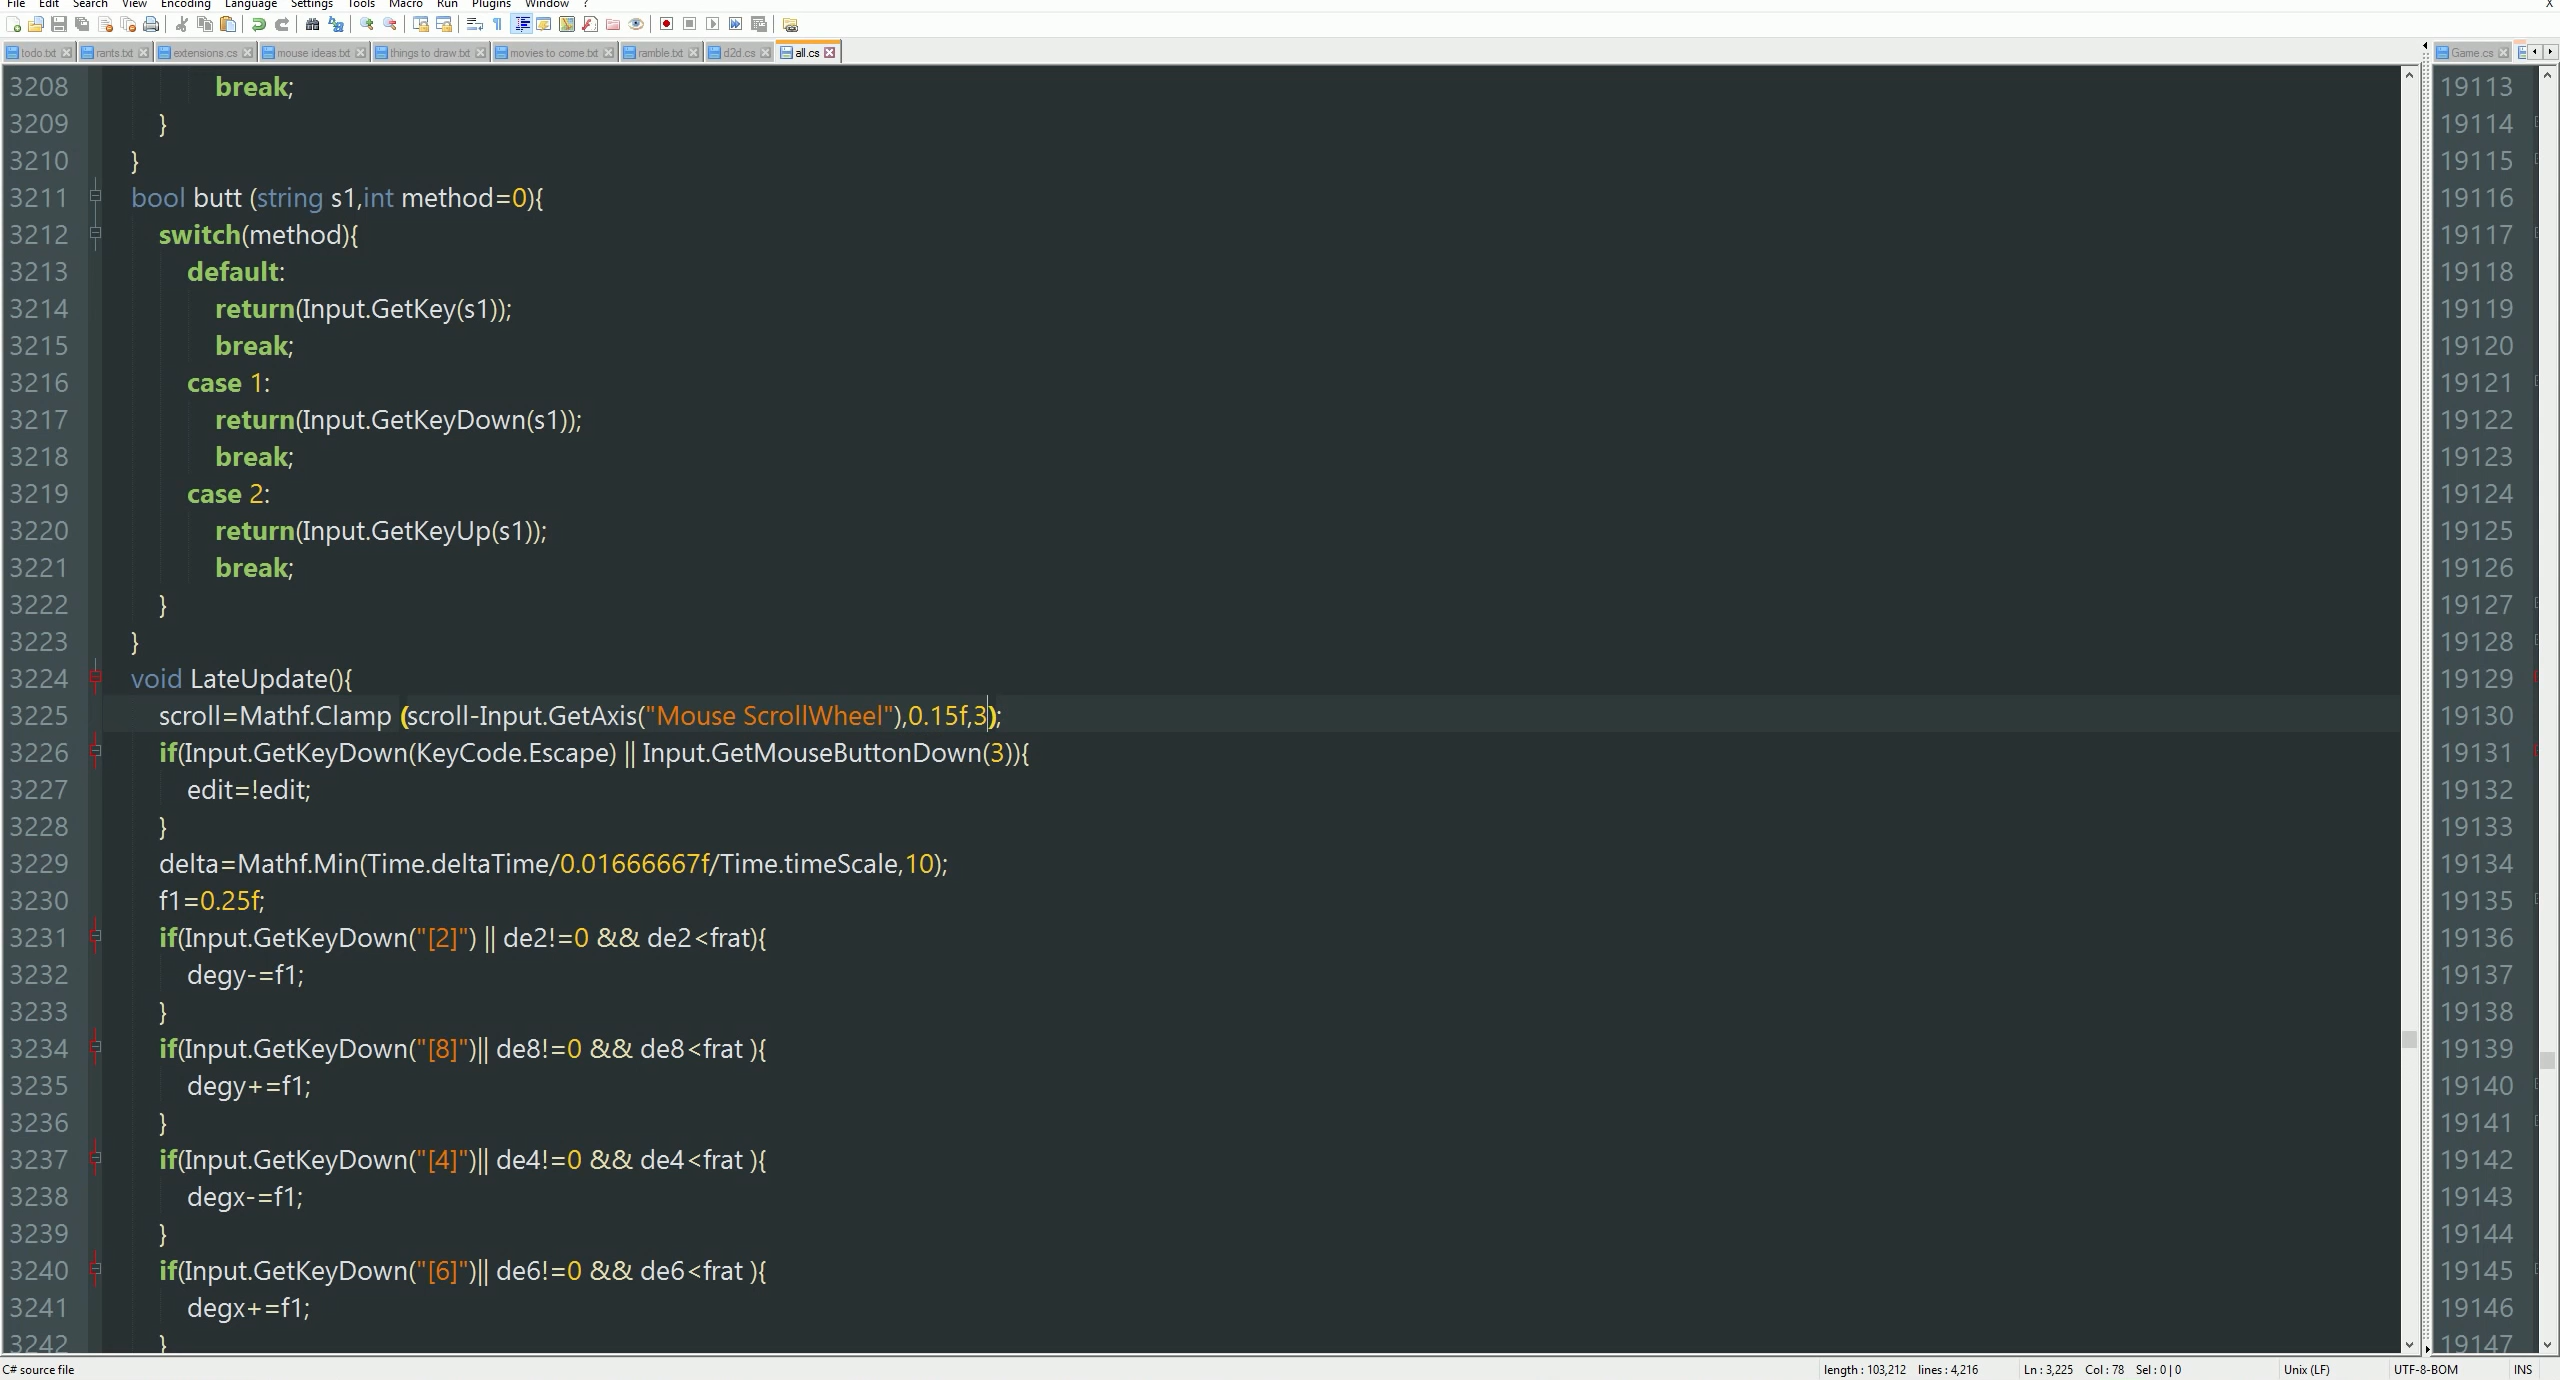 File Edit Search View Encoding Language Settings Tools Macro Run Plugins Window ? X
todo.txt rants.txt extensions.cs mouse ideas.txt things to draw.txt movies to come.txt ramble.txt d2d.cs all.cs Game.cs
3208 break;
3209 }
3210 }
3211 bool butt (string s1,int method=0){
3212 switch(method){
3213 default:
3214 return(Input.GetKey(s1));
3215 break;
3216 case 1:
3217 return(Input.GetKeyDown(s1));
3218 break;
3219 case 2:
3220 return(Input.GetKeyUp(s1));
3221 break;
3222 }
3223 }
3224 void LateUpdate(){
3225 scroll=Mathf.Clamp (scroll-Input.GetAxis("Mouse ScrollWheel"),0.15f,3);
3226 if(Input.GetKeyDown(KeyCode.Escape) || Input.GetMouseButtonDown(3)){
3227 edit=!edit;
3228 }
3229 delta=Mathf.Min(Time.deltaTime/0.01666667f/Time.timeScale,10);
3230 f1=0.25f;
3231 if(Input.GetKeyDown("[2]") || de2!=0 && de2<frat){
3232 degy-=f1;
3233 }
3234 if(Input.GetKeyDown("[8]")|| de8!=0 && de8<frat ){
3235 degy+=f1;
3236 }
3237 if(Input.GetKeyDown("[4]")|| de4!=0 && de4<frat ){
3238 degx-=f1;
3239 }
3240 if(Input.GetKeyDown("[6]")|| de6!=0 && de6<frat ){
3241 degx+=f1;
3242 }
19113
19114
19115
19116
19117
19118
19119
19120
19121
19122
19123
19124
19125
19126
19127
19128
19129
19130
19131
19132
19133
19134
19135
19136
19137
19138
19139
19140
19141
19142
19143
19144
19145
19146
19147
C# source file length : 103,212 lines : 4,216 Ln : 3,225 Col : 78 Sel : 0 | 0 Unix (LF) UTF-8-BOM INS